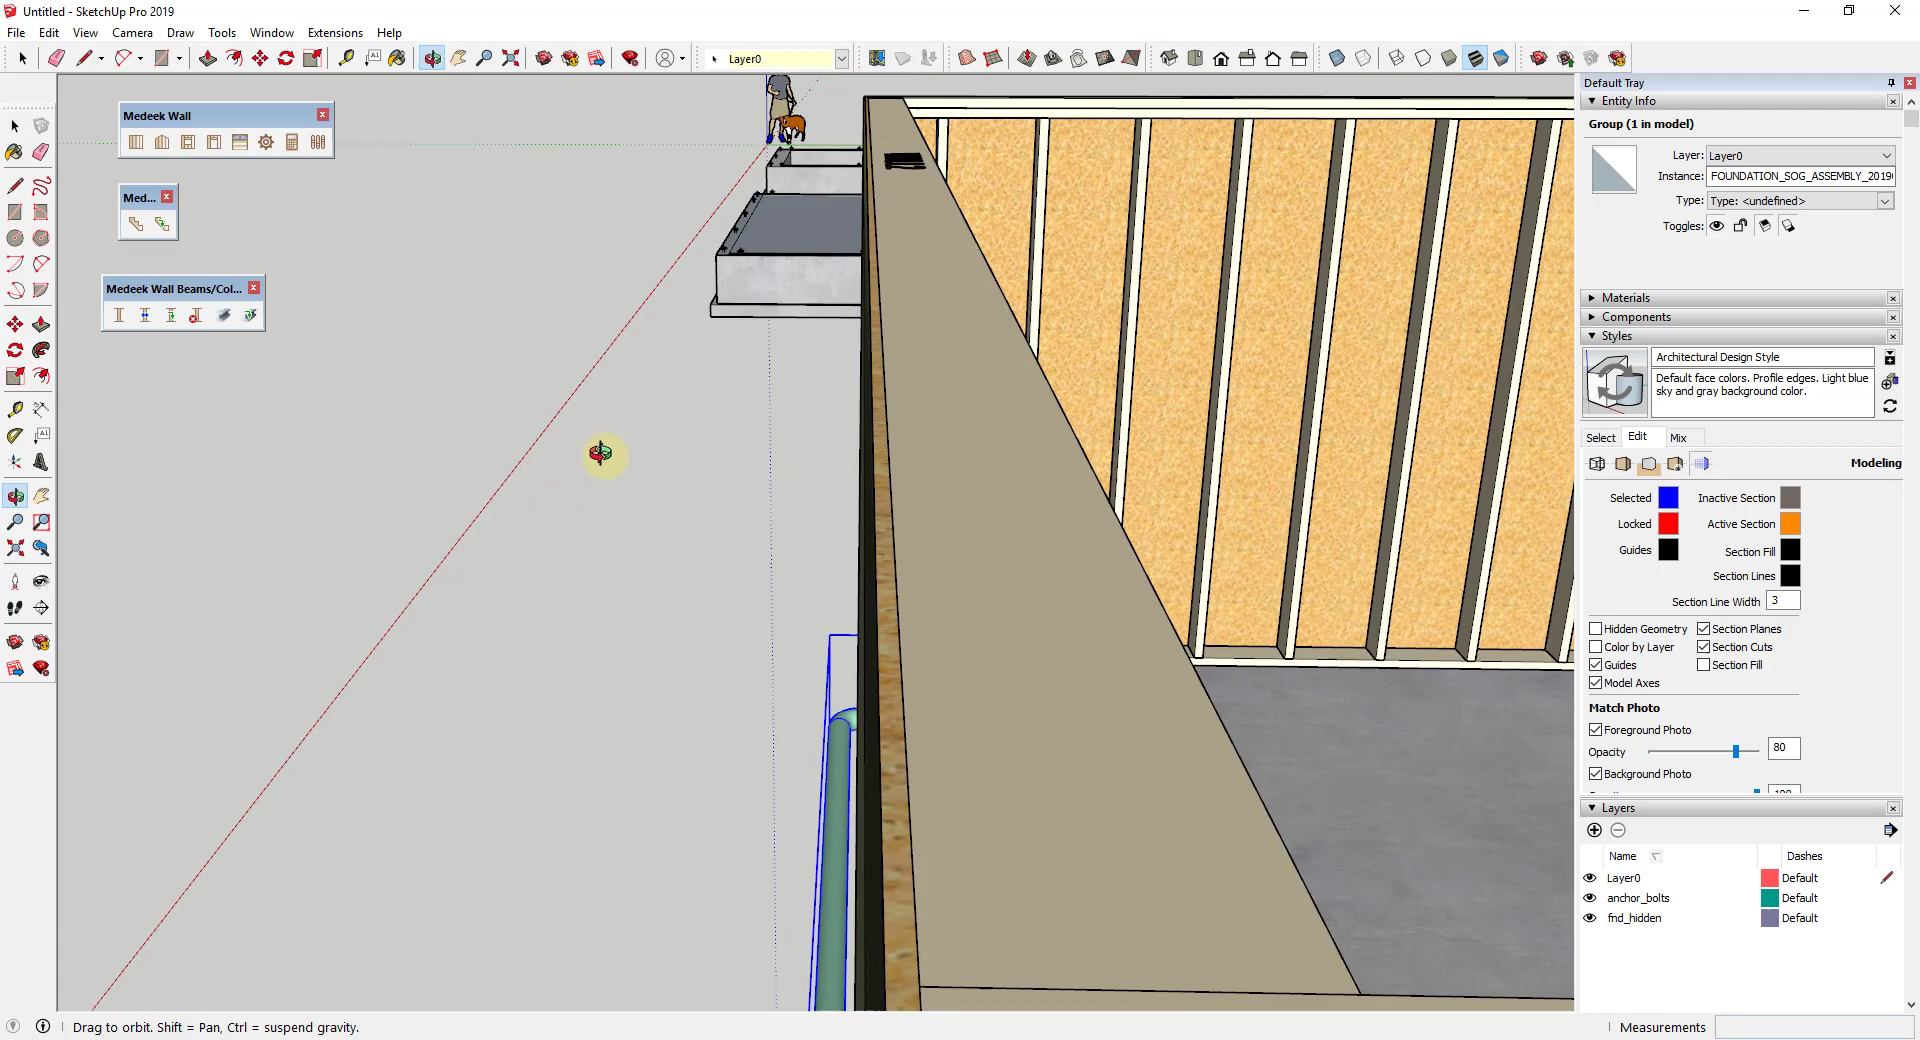 Untitled - SketchUp Pro 2019
File Edit View Camera Draw Tools Window Extensions Help
A1
Layer0
Default Tray
Entity Info
Group (1 in model)
Layer: Layer0
Instance: FOUNDATION_SOG_ASSEMBLY_2019
Type: Type: <undefined>
Toggles:
Medeek Wall
Med...
Medeek Wall Beams/Col...
Materials
Components
Styles
Architectural Design Style
Default face colors. Profile edges. Light blue
sky and gray background color.
Select Edit Mix
Modeling
Selected Inactive Section
Locked Active Section
Guides Section Fill
Section Lines
Section Line Width 3
Hidden Geometry Section Planes
Color by Layer Section Cuts
Guides Section Fill
Model Axes
Match Photo
Foreground Photo
Opacity 80
Background Photo
Layers
Name Dashes
Layer0 Default
anchor_bolts Default
fnd_hidden Default
A1
Drag to orbit. Shift = Pan, Ctrl = suspend gravity.
Measurements